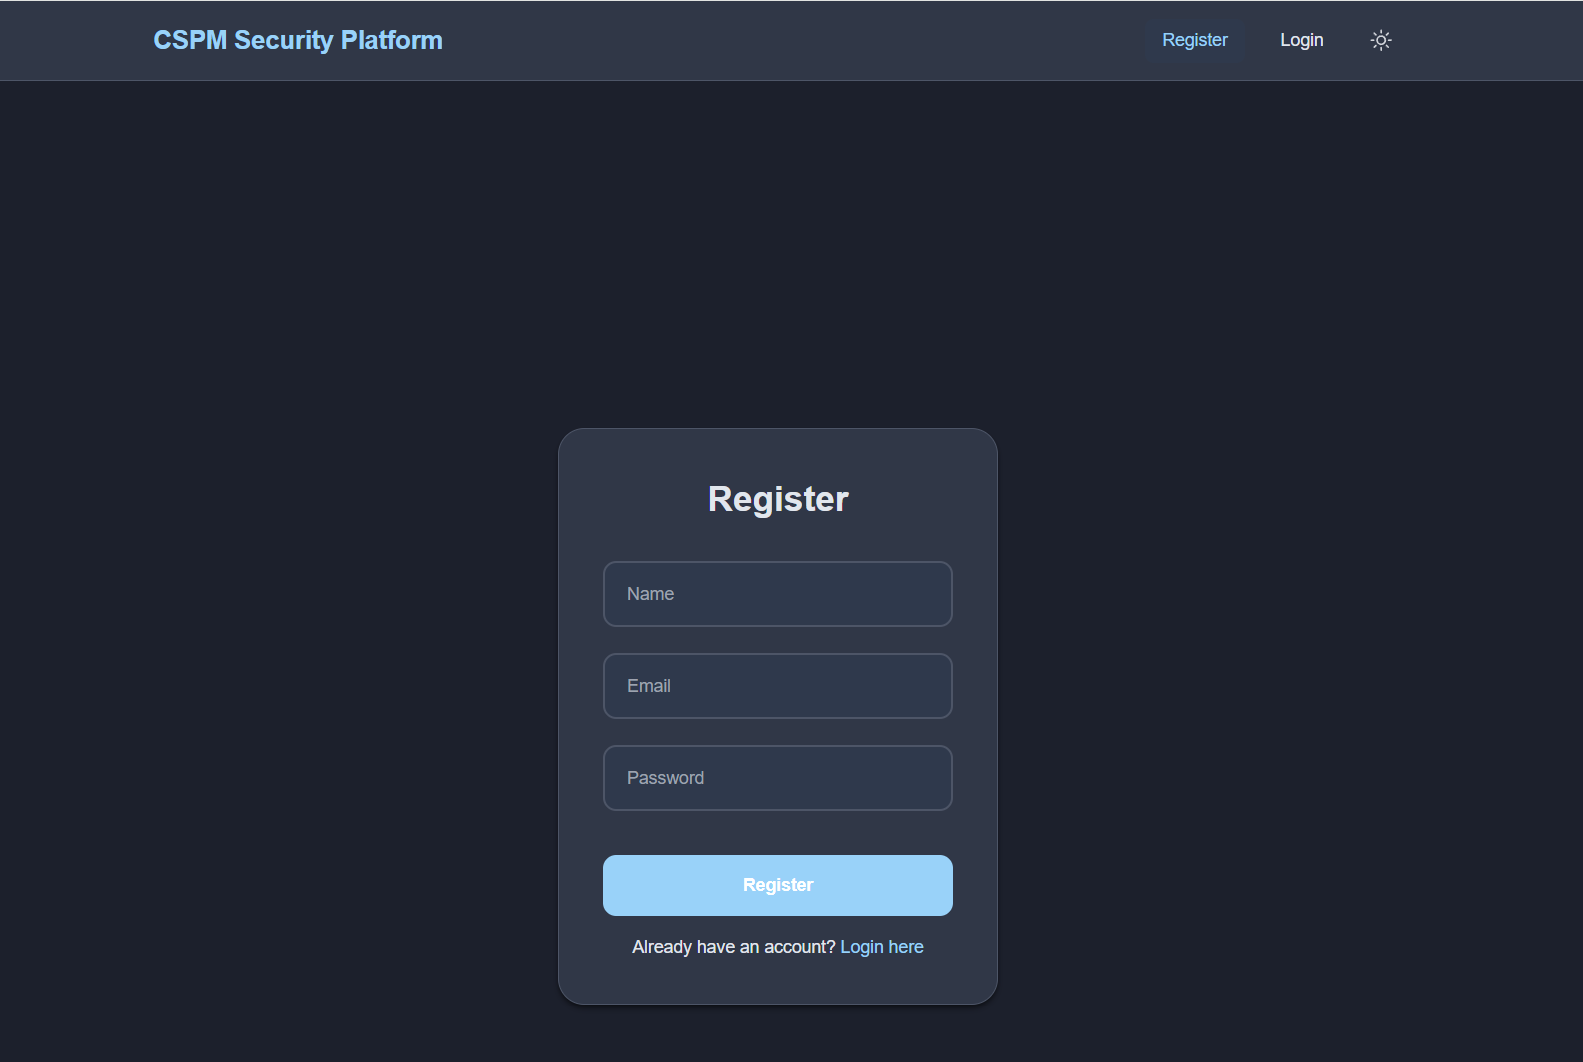 CSPM Security Platform
Register
Login
Register
Name
Email
Password
Register
Already have an account? Login here